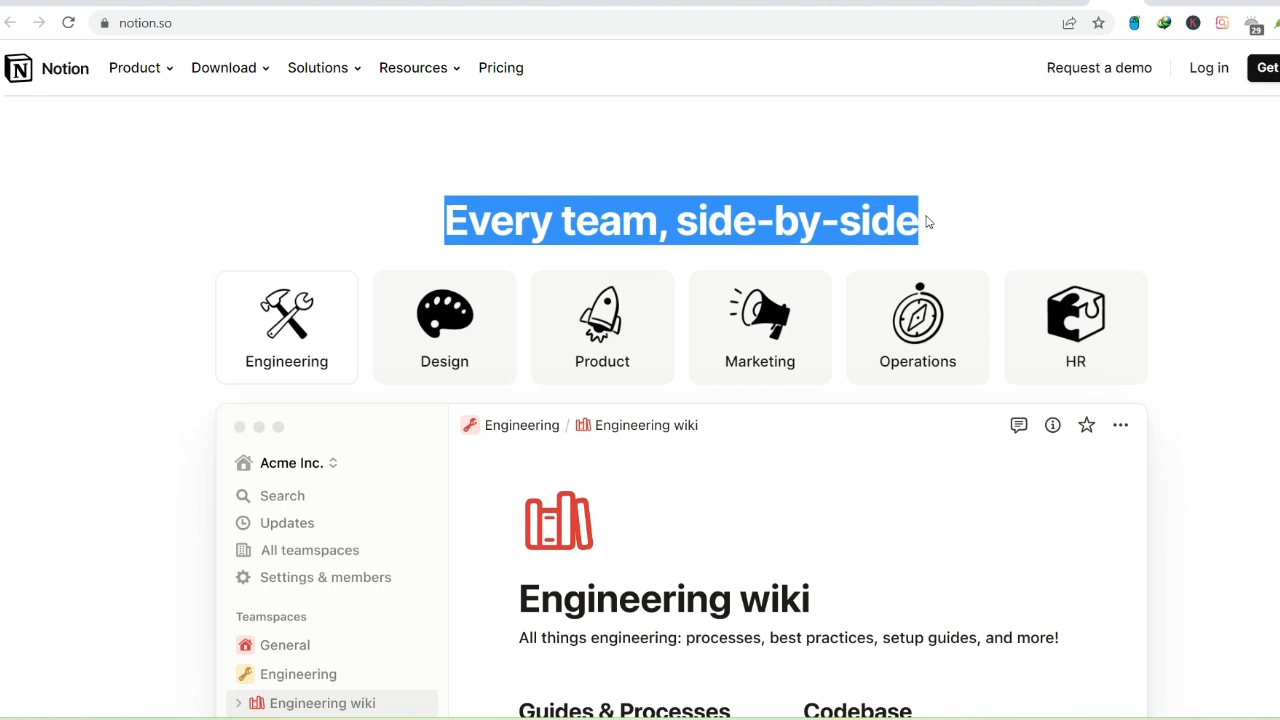 notion.so
29
Notion Product Download Solutions Resources Pricing Request a demo Log in Get
Every team, side-by-side
Engineering Design Product Marketing Operations HR
Engineering / Engineering wiki
Acme Inc.
Search
Updates
All teamspaces
Settings & members
Teamspaces
General
Engineering
Engineering wiki
Engineering wiki
All things engineering: processes, best practices, setup guides, and more!
Guides & Processes Codebase